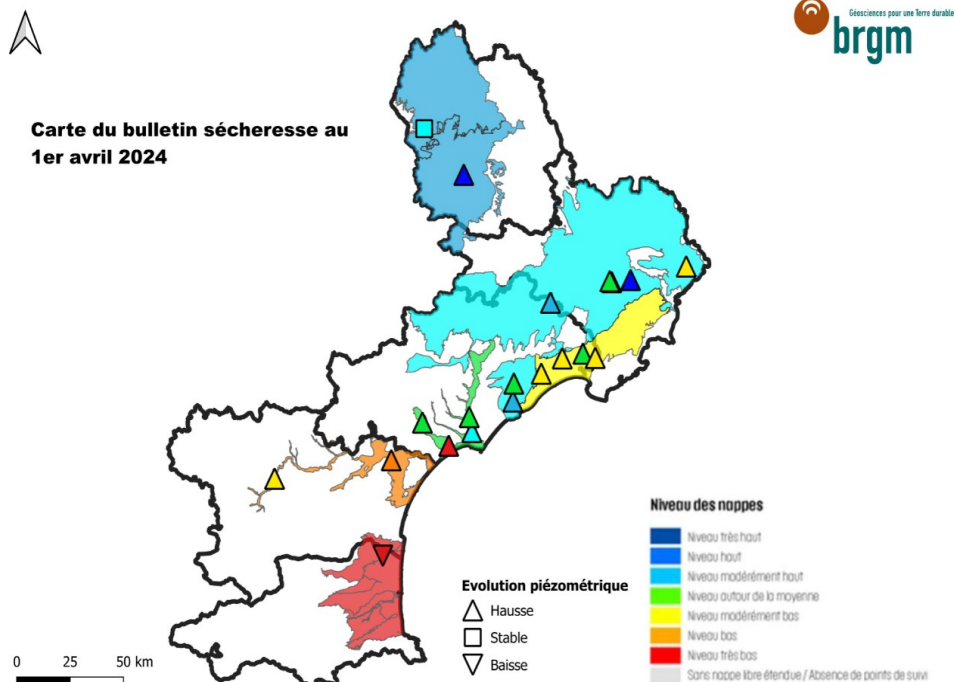 Géosciences pour une Terre durable
brgm
Carte du bulletin sécheresse au
1er avril 2024
Niveau des nappes
Niveau très haut
Niveau haut
Niveau modérément haut
Niveau autour de la moyenne
Niveau modérément bas
Niveau bas
Niveau très bas
Sans nappe libre étendue / Absence de points de suivi
Evolution piézométrique
Hausse
Stable
Baisse
0 25 50 km